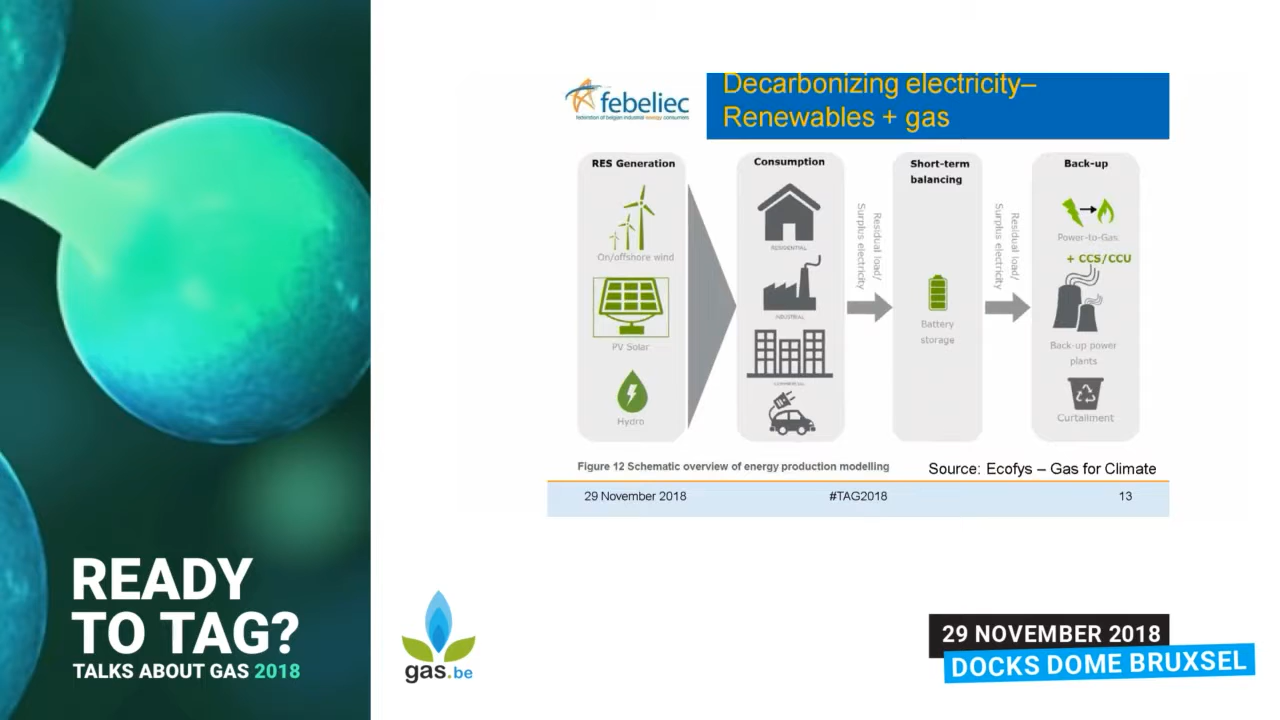 febeliec
federation of belgian industrial energy consumers
Decarbonizing electricity–
Renewables + gas
RES Generation
On/offshore wind
PV Solar
Hydro
Consumption
RESIDENTIAL
INDUSTRIAL
COMMERCIAL
Residual load/
Surplus electricity
Short-term
balancing
Battery
storage
Residual load/
Surplus electricity
Back-up
Power-to-Gas
+ CCS/CCU
Back-up power
plants
Curtailment
Figure 12 Schematic overview of energy production modelling
Source: Ecofys – Gas for Climate
29 November 2018
#TAG2018
13
READY
TO TAG?
TALKS ABOUT GAS 2018
gas.be
29 NOVEMBER 2018
DOCKS DOME BRUXSEL